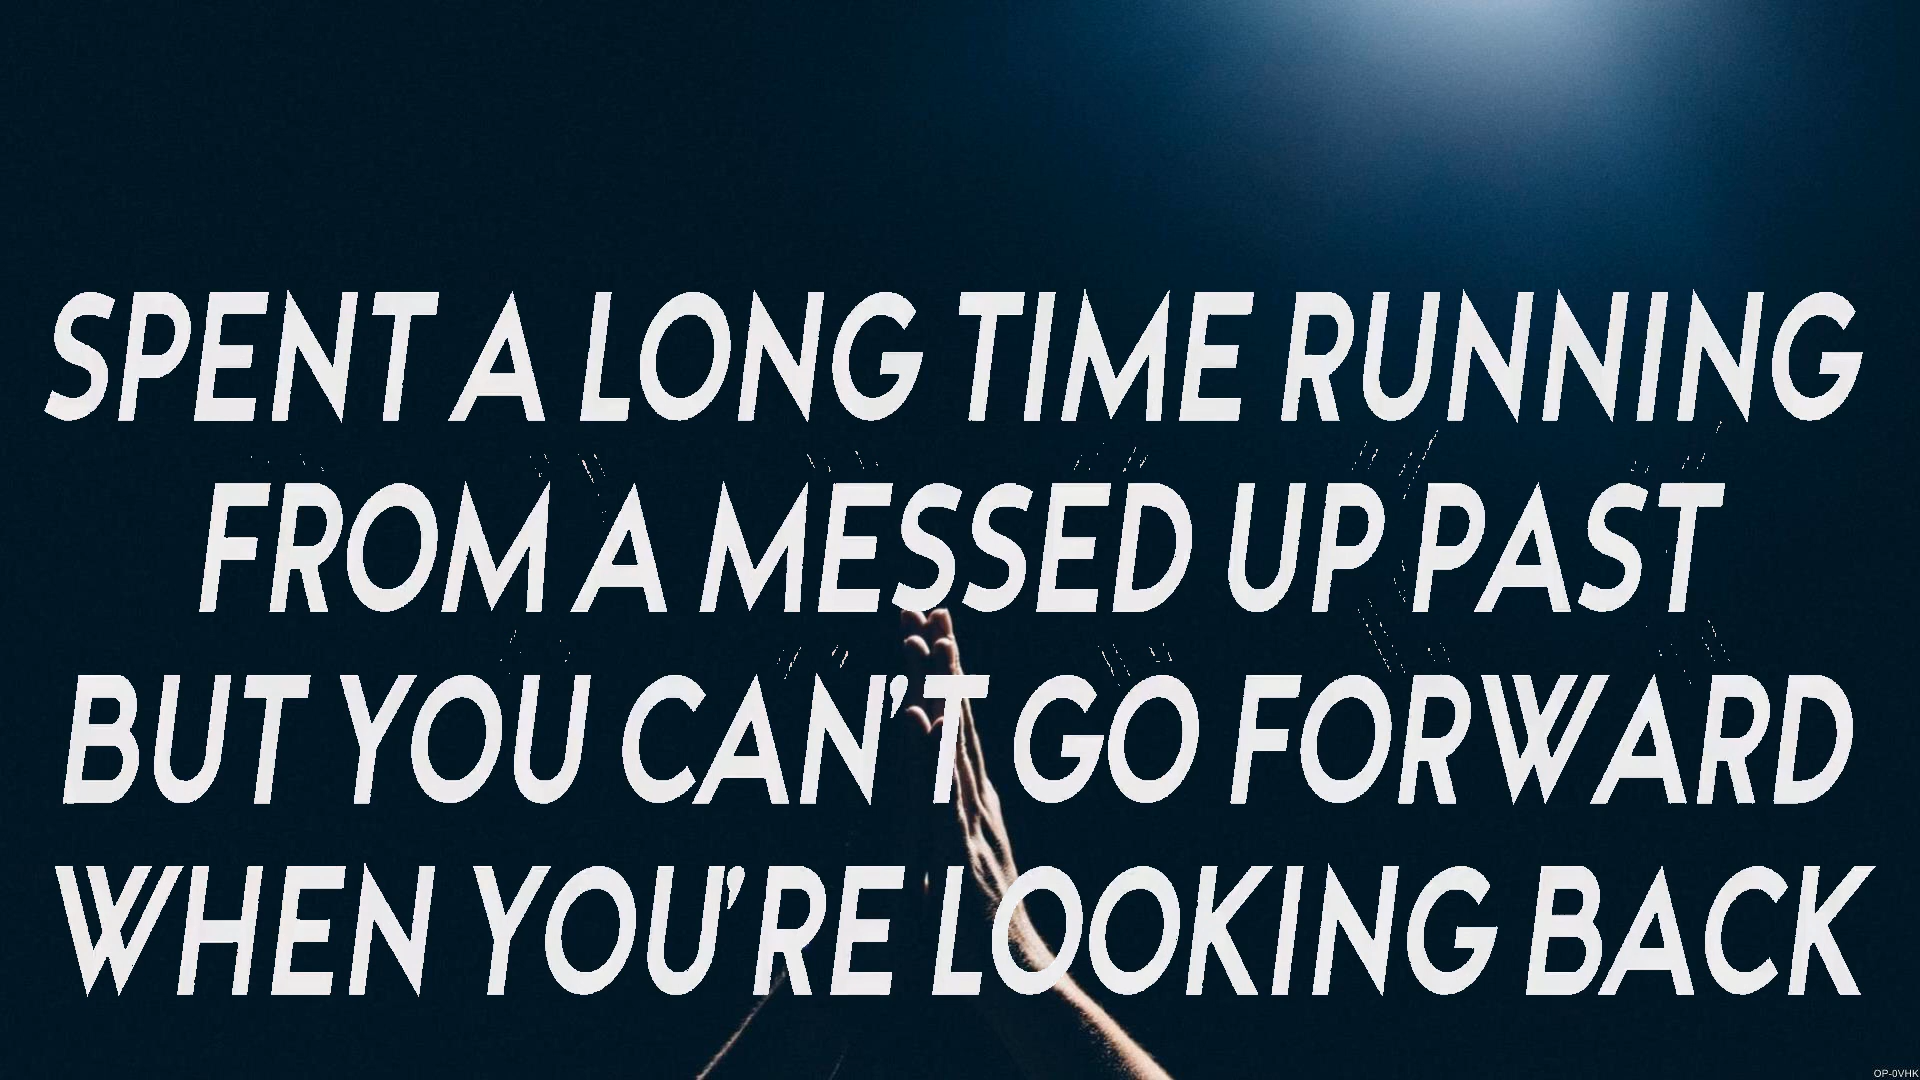 SPENT A LONG TIME RUNNING
FROM A MESSED UP PAST
BUT YOU CAN'T GO FORWARD
WHEN YOU'RE LOOKING BACK
OP-0VHK